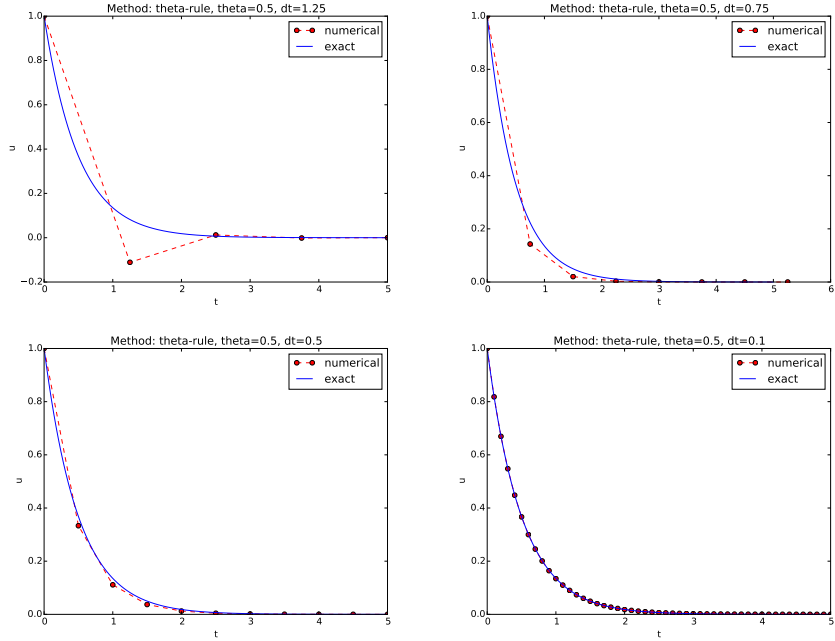 Method: theta-rule, theta=0.5, dt=1.25
1.0
0.8
0.6
0.4
0.2
0.0
−0.2
u
0 1 2 3 4 5
t
numerical
exact
Method: theta-rule, theta=0.5, dt=0.75
1.0
0.8
0.6
0.4
0.2
0.0
u
0 1 2 3 4 5 6
t
numerical
exact
Method: theta-rule, theta=0.5, dt=0.5
1.0
0.8
0.6
0.4
0.2
0.0
u
0 1 2 3 4 5
t
numerical
exact
Method: theta-rule, theta=0.5, dt=0.1
1.0
0.8
0.6
0.4
0.2
0.0
u
0 1 2 3 4 5
t
numerical
exact